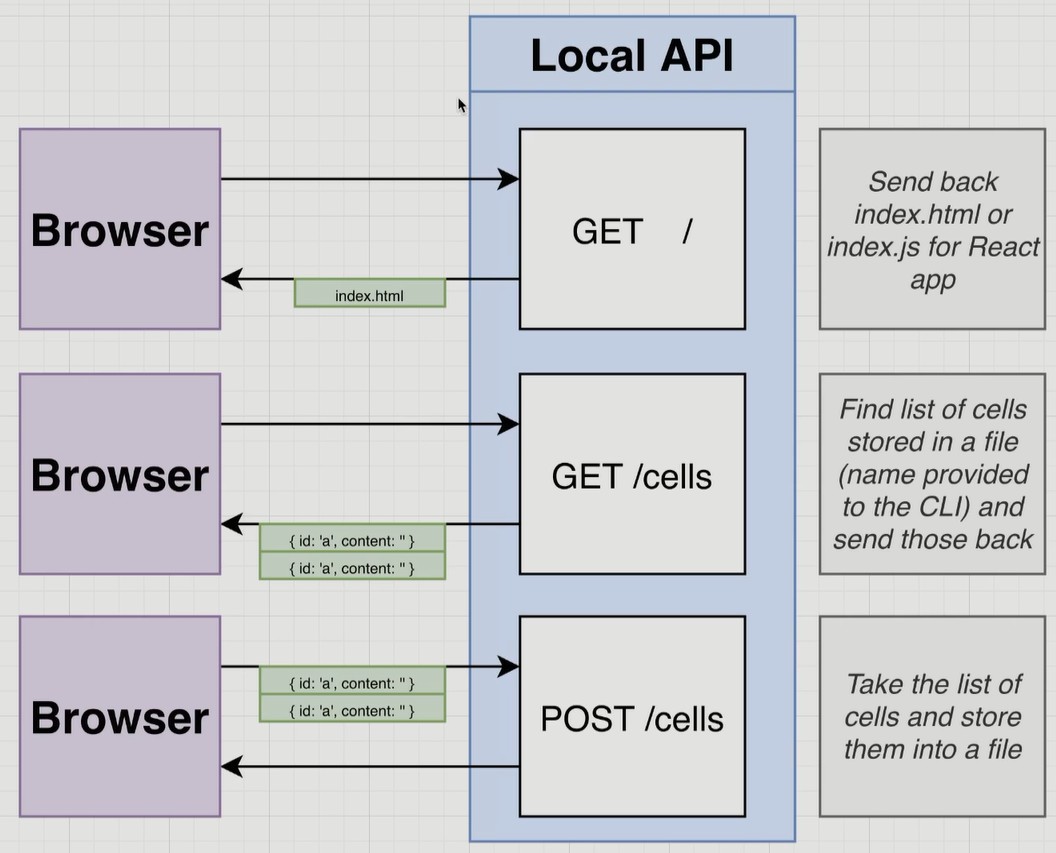 Local API
Browser
GET /
index.html
Send back
index.html or
index.js for React
app
Browser
GET /cells
{ id: 'a', content: '' }
{ id: 'a', content: '' }
Find list of cells
stored in a file
(name provided
to the CLI) and
send those back
Browser
{ id: 'a', content: '' }
{ id: 'a', content: '' }
POST /cells
Take the list of
cells and store
them into a file